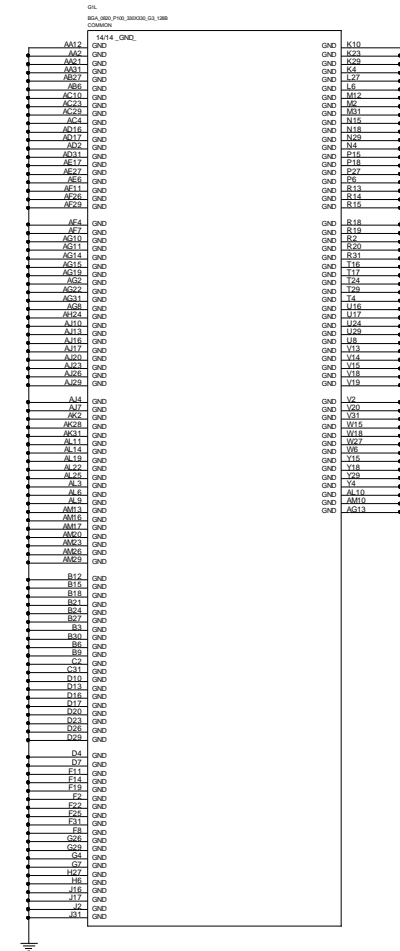 G1L
BGA_0820_P100_330X330_G3_128B
COMMON
14/14 _GND_
AA12 GND GND K10
AA2 GND GND K23
AA21 GND GND K29
AA31 GND GND K4
AB27 GND GND L27
AB6 GND GND L6
AC10 GND GND M12
AC23 GND GND M2
AC29 GND GND M31
AC4 GND GND N15
AD16 GND GND N18
AD17 GND GND N29
AD2 GND GND N4
AD31 GND GND P15
AE17 GND GND P18
AE27 GND GND P27
AE6 GND GND P6
AF11 GND GND R13
AF26 GND GND R14
AF29 GND GND R15
AF4 GND GND R18
AF7 GND GND R19
AG10 GND GND R2
AG11 GND GND R20
AG14 GND GND R31
AG15 GND GND T16
AG19 GND GND T17
AG2 GND GND T24
AG22 GND GND T29
AG31 GND GND T4
AG8 GND GND U16
AH24 GND GND U17
AJ10 GND GND U24
AJ13 GND GND U29
AJ16 GND GND U8
AJ17 GND GND V13
AJ20 GND GND V14
AJ23 GND GND V15
AJ26 GND GND V18
AJ29 GND GND V19
AJ4 GND GND V2
AJ7 GND GND V20
AK2 GND GND V31
AK28 GND GND W15
AK31 GND GND W18
AL11 GND GND W27
AL14 GND GND W6
AL19 GND GND Y15
AL22 GND GND Y18
AL25 GND GND Y29
AL3 GND GND Y4
AL6 GND GND AL10
AL9 GND GND AM10
AM13 GND GND AG13
AM16 GND
AM17 GND
AM20 GND
AM23 GND
AM26 GND
AM29 GND
B12 GND
B15 GND
B18 GND
B21 GND
B24 GND
B27 GND
B3 GND
B30 GND
B6 GND
B9 GND
C2 GND
C31 GND
D10 GND
D13 GND
D16 GND
D17 GND
D20 GND
D23 GND
D26 GND
D29 GND
D4 GND
D7 GND
F11 GND
F14 GND
F19 GND
F2 GND
F22 GND
F25 GND
F31 GND
F8 GND
G26 GND
G29 GND
G4 GND
G7 GND
H27 GND
H6 GND
J16 GND
J17 GND
J2 GND
J31 GND